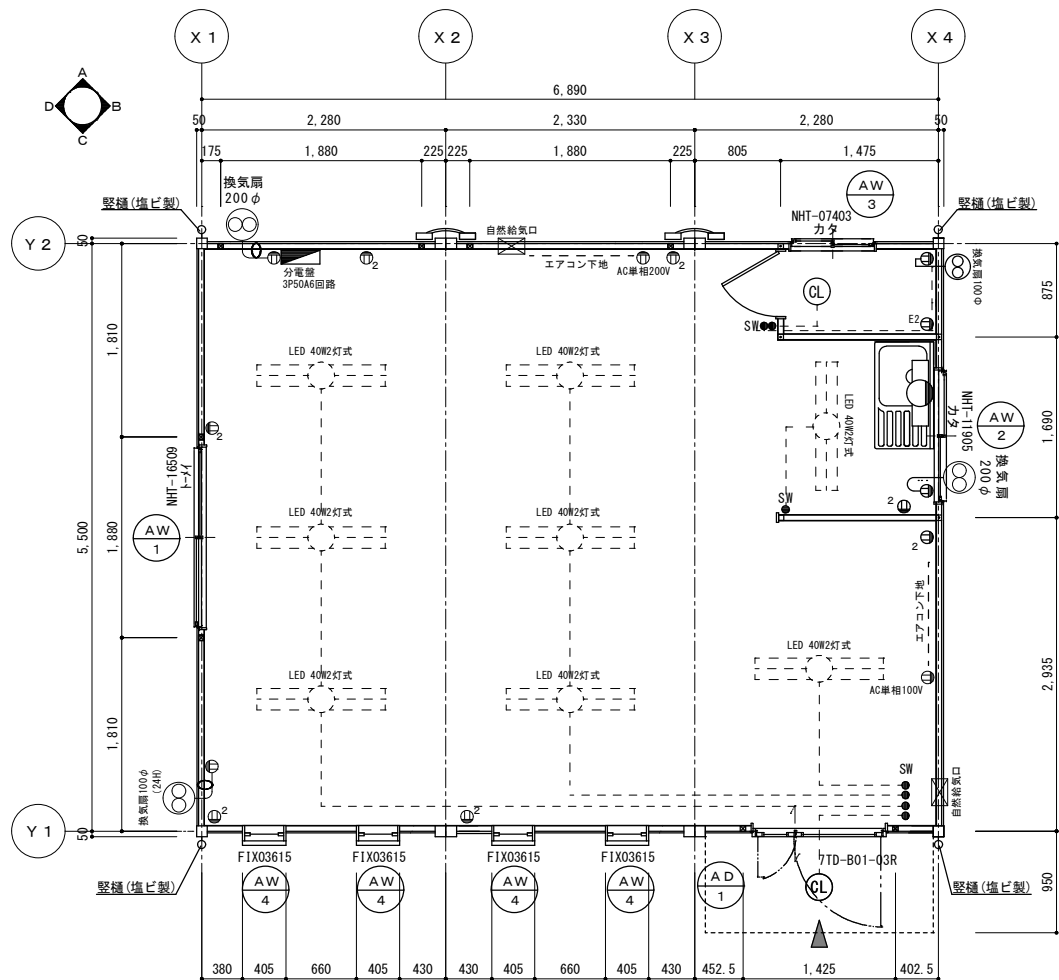 X 1
X 2
X 3
X 4
A
D
B
C
6,890
50
2,280
2,330
2,280
50
175
1,880
225
225
1,880
225
805
1,475
換気扇
200φ
AW
3
竪樋(塩ビ製)
NHT-07403
カタ
竪樋(塩ビ製)
Y 2
50
自然給気口
分電盤
3P50A6回路
2
エアコン下地
AC単相200V
2
CL
換気扇100Φ
875
SW
E2
1,810
LED 40W2灯式
LED 40W2灯式
LED 40W2灯式
NHT-11905
カタ
AW
2
1,690
2
NHT-16509
AW
1
5,500
1,880
SW
2
換気扇
200φ
2
LED 40W2灯式
LED 40W2灯式
エアコン下地
LED 40W2灯式
LED 40W2灯式
LED 40W2灯式
AC単相100V
2,935
1,810
換気扇100φ
(24H)
2
2
SW
自然給気口
Y 1
50
FIX03615
FIX03615
FIX03615
FIX03615
7TD-B01-03R
竪樋(塩ビ製)
AW
4
AW
4
AW
4
AW
4
AD
1
CL
竪樋(塩ビ製)
950
380
405
660
405
430
430
405
660
405
430
452.5
1,425
402.5